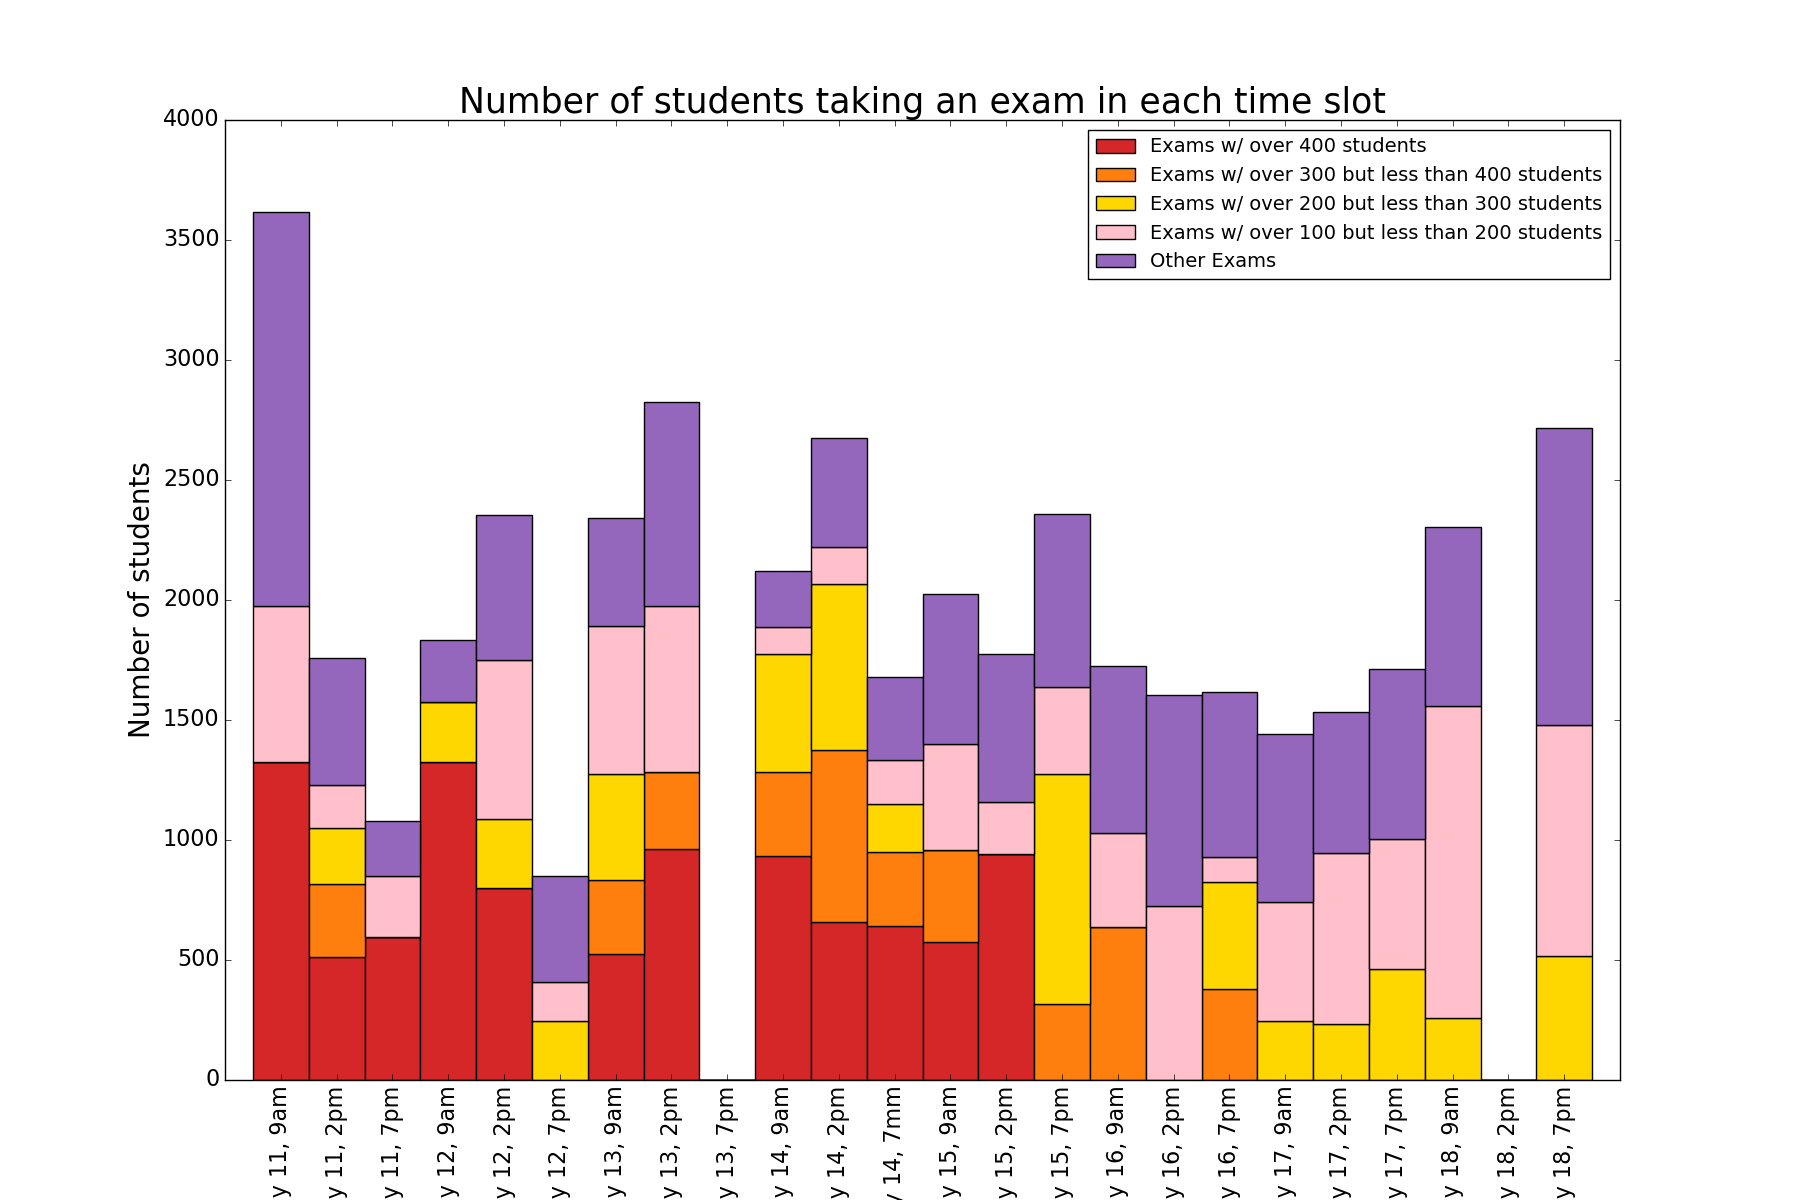 Number of students taking an exam in each time slot
Exams w/ over 400 students
Exams w/ over 300 but less than 400 students
Exams w/ over 200 but less than 300 students
Exams w/ over 100 but less than 200 students
Other Exams
Number of students
4000
3500
3000
2500
2000
1500
1000
500
0
y 11, 9am
y 11, 2pm
y 11, 7pm
y 12, 9am
y 12, 2pm
y 12, 7pm
y 13, 9am
y 13, 2pm
y 13, 7pm
y 14, 9am
y 14, 2pm
y 14, 7mm
y 15, 9am
y 15, 2pm
y 15, 7pm
y 16, 9am
y 16, 2pm
y 16, 7pm
y 17, 9am
y 17, 2pm
y 17, 7pm
y 18, 9am
y 18, 2pm
y 18, 7pm